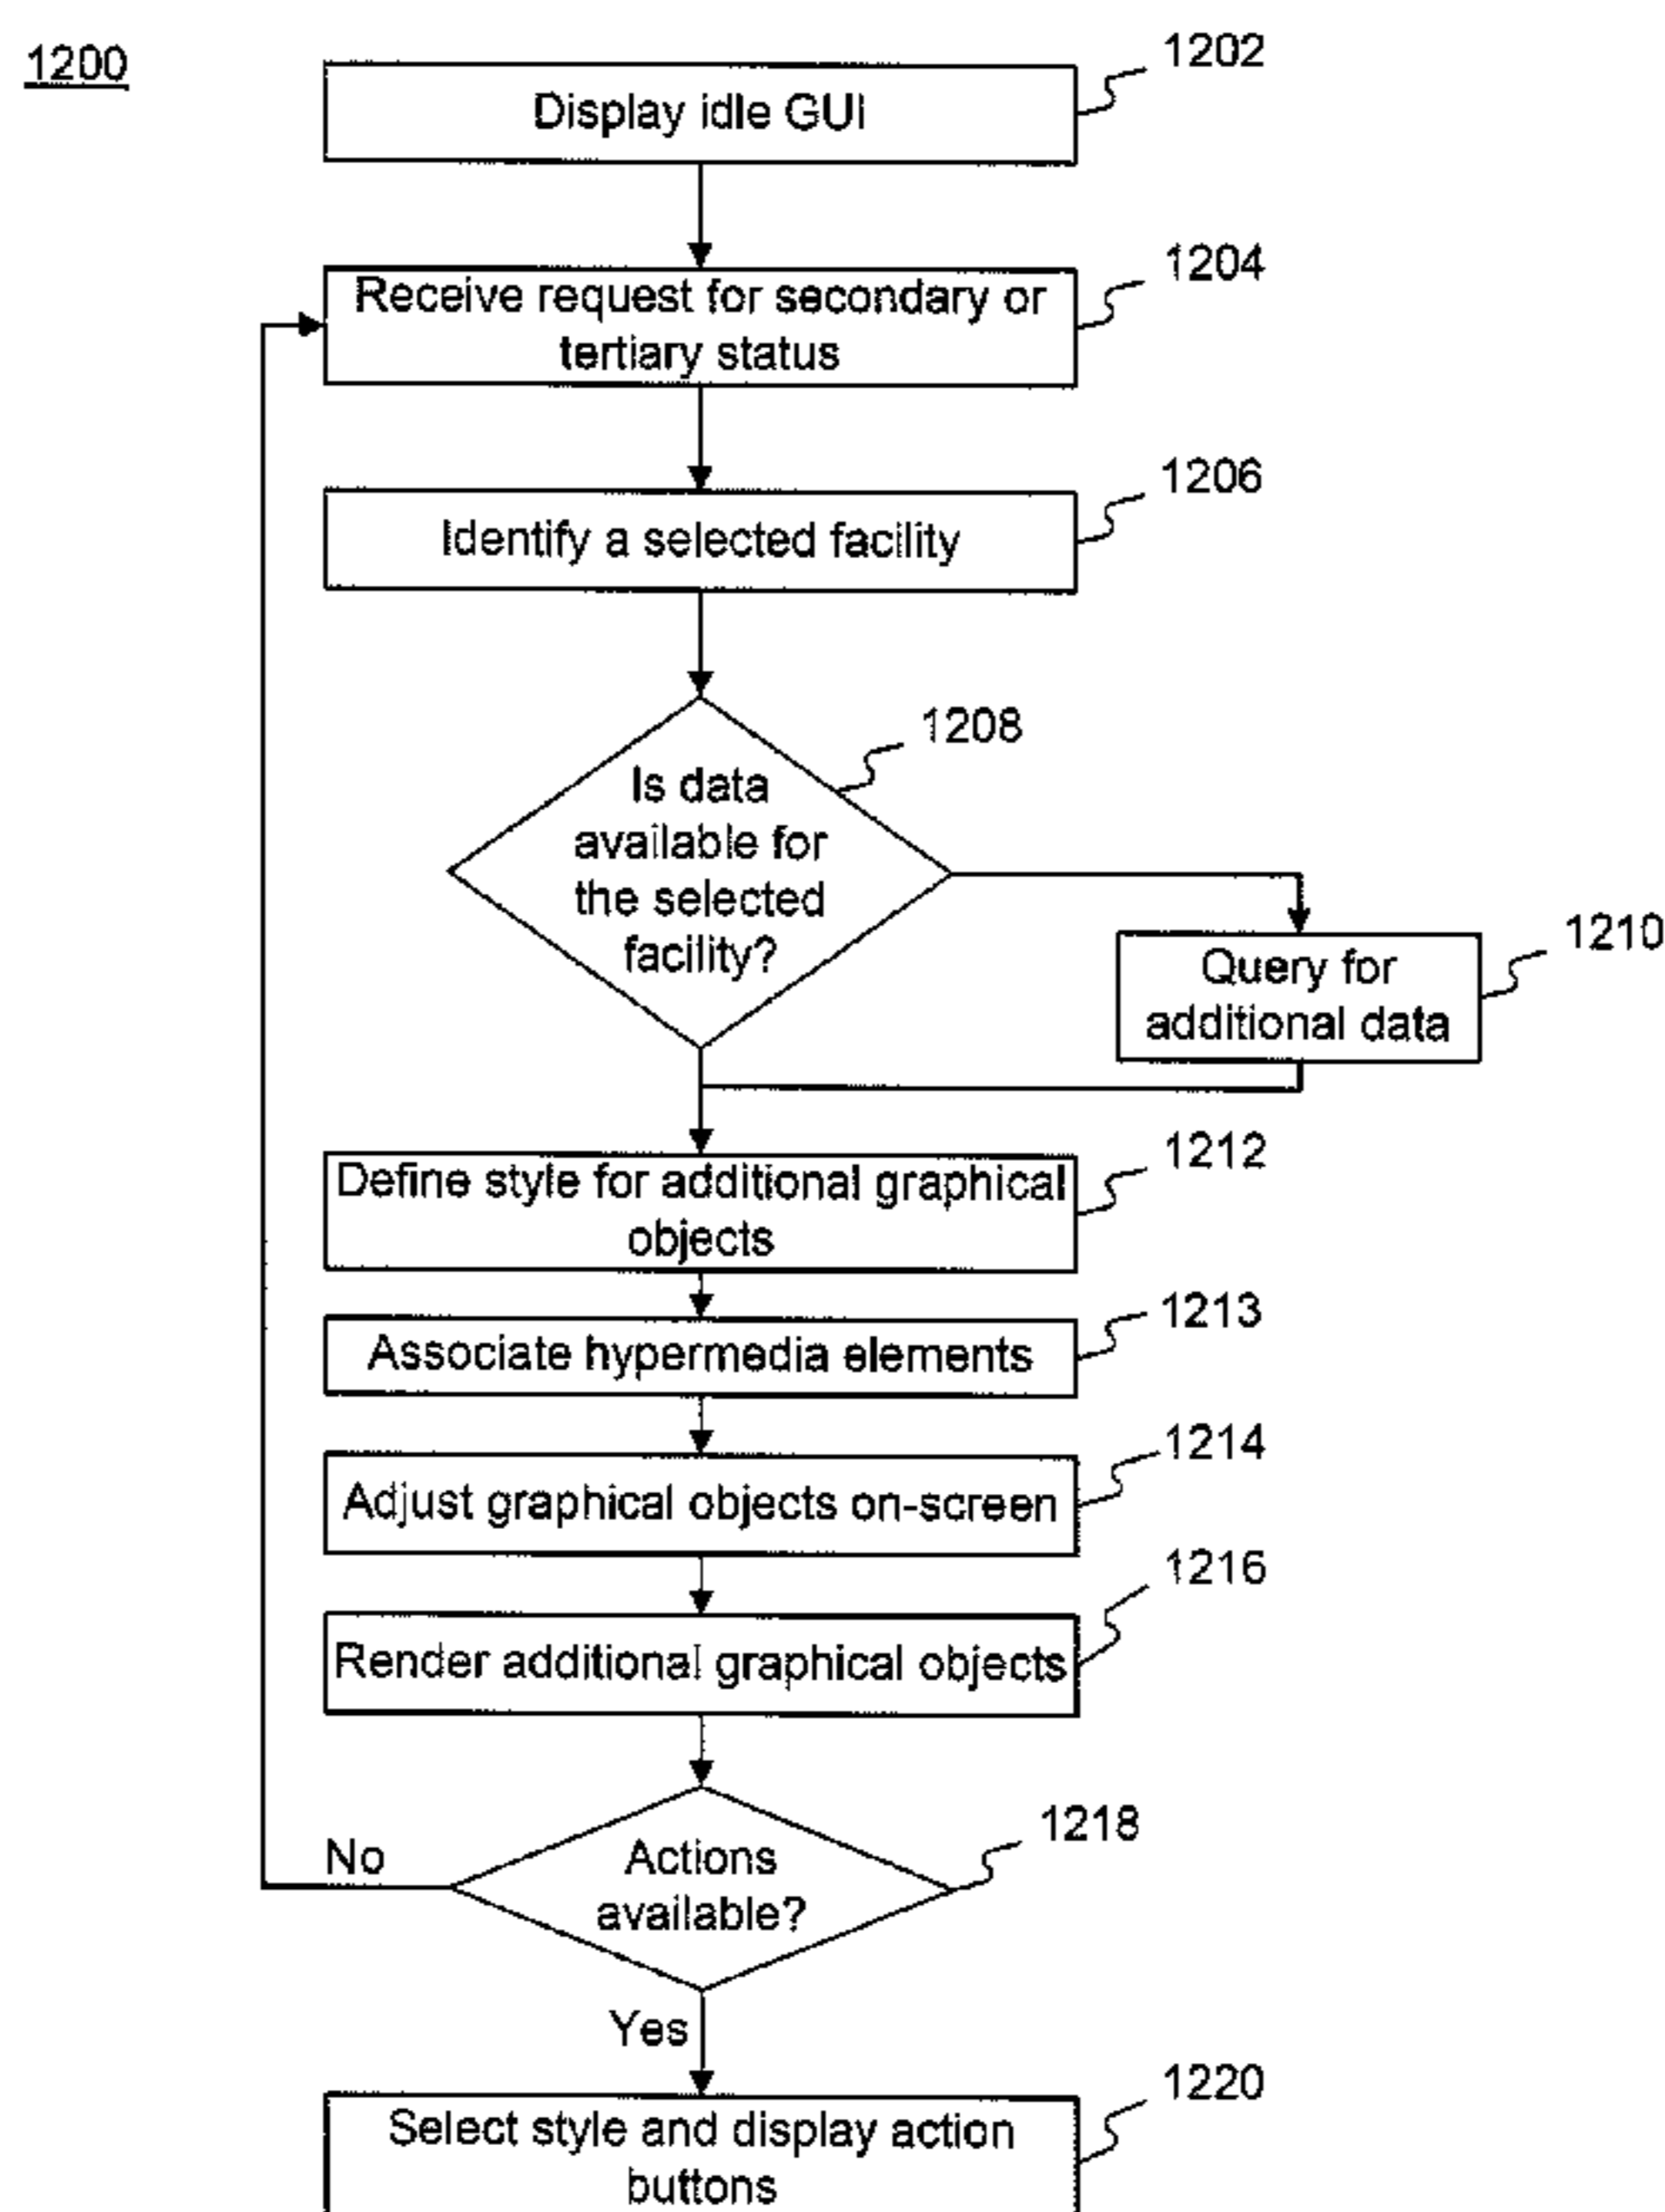 1200
1202
Display idle GUI
1204
Receive request for secondary or
tertiary status
1206
Identify a selected facility
1208
Is data
available for
the selected
facility?
1210
Query for
additional data
1212
Define style for additional graphical
objects
1213
Associate hypermedia elements
1214
Adjust graphical objects on-screen
1216
Render additional graphical objects
1218
No
Actions
available?
Yes
1220
Select style and display action
buttons